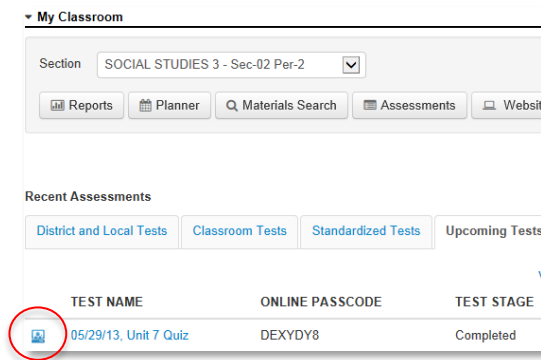 My Classroom
Section SOCIAL STUDIES 3 - Sec-02 Per-2
Reports Planner Materials Search Assessments Websit
Recent Assessments
District and Local Tests Classroom Tests Standardized Tests Upcoming Tests
TEST NAME ONLINE PASSCODE TEST STAGE
05/29/13, Unit 7 Quiz DEXYDY8 Completed